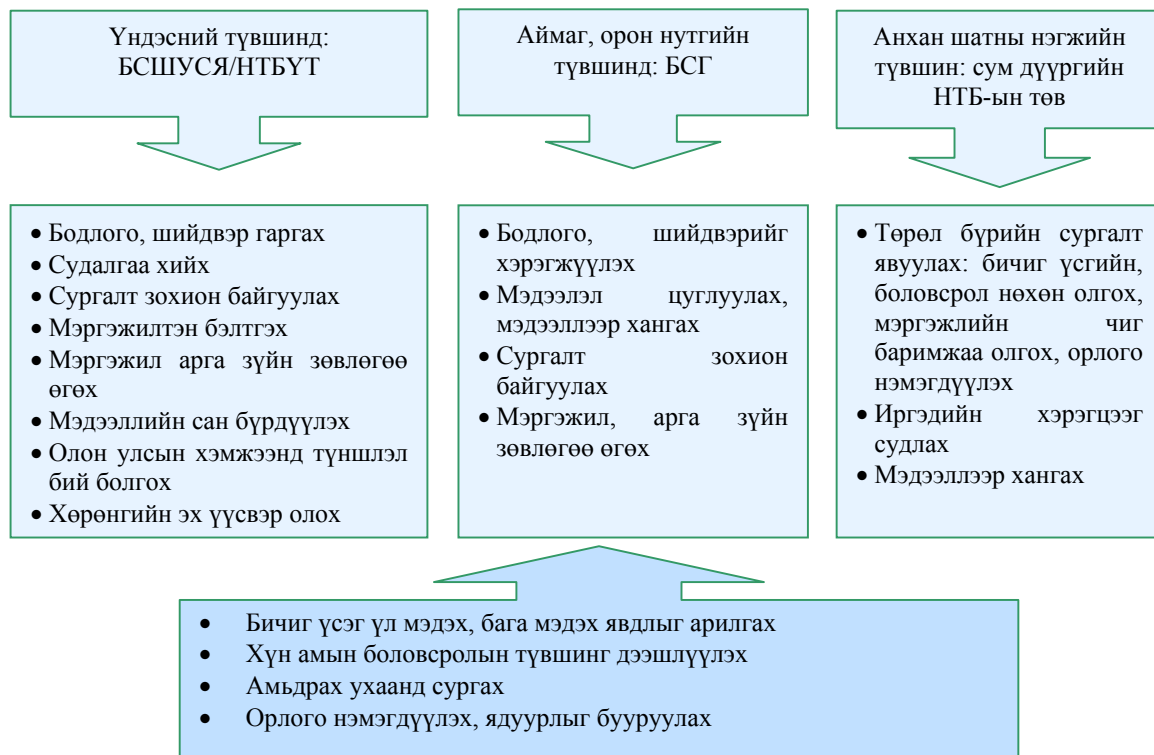 Үндэсний түвшинд:
БСШУСЯ/НТБҮТ
Аймаг, орон нутгийн
түвшинд: БСГ
Анхан шатны нэгжийн
түвшин: сум дүүргийн
НТБ-ын төв
• Бодлого, шийдвэр гаргах
• Судалгаа хийх
• Сургалт зохион байгуулах
• Мэргэжилтэн бэлтгэх
• Мэргэжил арга зүйн зөвлөгөө
өгөх
• Мэдээллийн сан бүрдүүлэх
• Олон улсын хэмжээнд түншлэл
бий болгох
• Хөрөнгийн эх үүсвэр олох
• Бодлого, шийдвэрийг
хэрэгжүүлэх
• Мэдээлэл цуглуулах,
мэдээллээр хангах
• Сургалт зохион
байгуулах
• Мэргэжил, арга зүйн
зөвлөгөө өгөх
• Төрөл бүрийн сургалт
явуулах: бичиг үсгийн,
боловсрол нөхөн олгох,
мэргэжлийн чиг
баримжаа олгох, орлого
нэмэгдүүлэх
• Иргэдийн хэрэгцээг
судлах
• Мэдээллээр хангах
• Бичиг үсэг үл мэдэх, бага мэдэх явдлыг арилгах
• Хүн амын боловсролын түвшинг дээшлүүлэх
• Амьдрах ухаанд сургах
• Орлого нэмэгдүүлэх, ядуурлыг бууруулах